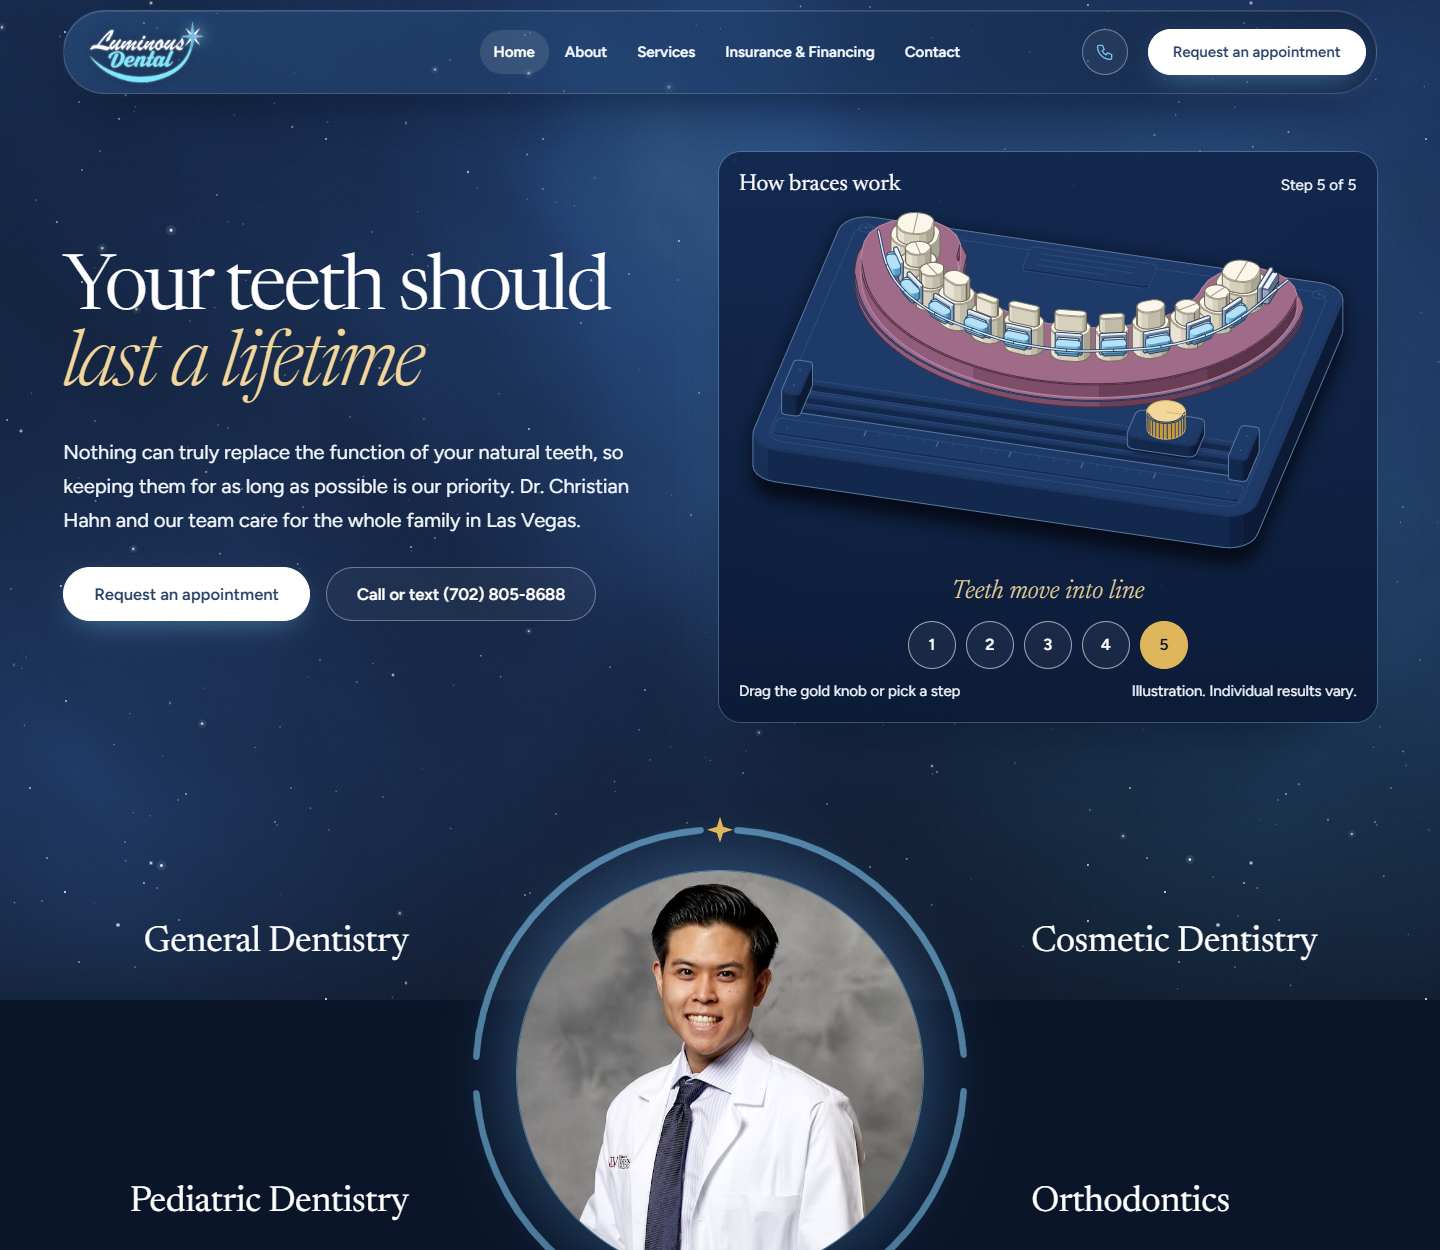 Luminous
Dental
Home
About
Services
Insurance & Financing
Contact
Request an appointment
How braces work
Step 5 of 5
Your teeth should
last a lifetime
Nothing can truly replace the function of your natural teeth, so
keeping them for as long as possible is our priority. Dr. Christian
Hahn and our team care for the whole family in Las Vegas.
Request an appointment
Call or text (702) 805-8688
Teeth move into line
1
2
3
4
5
Drag the gold knob or pick a step
Illustration. Individual results vary.
General Dentistry
Cosmetic Dentistry
Pediatric Dentistry
Orthodontics